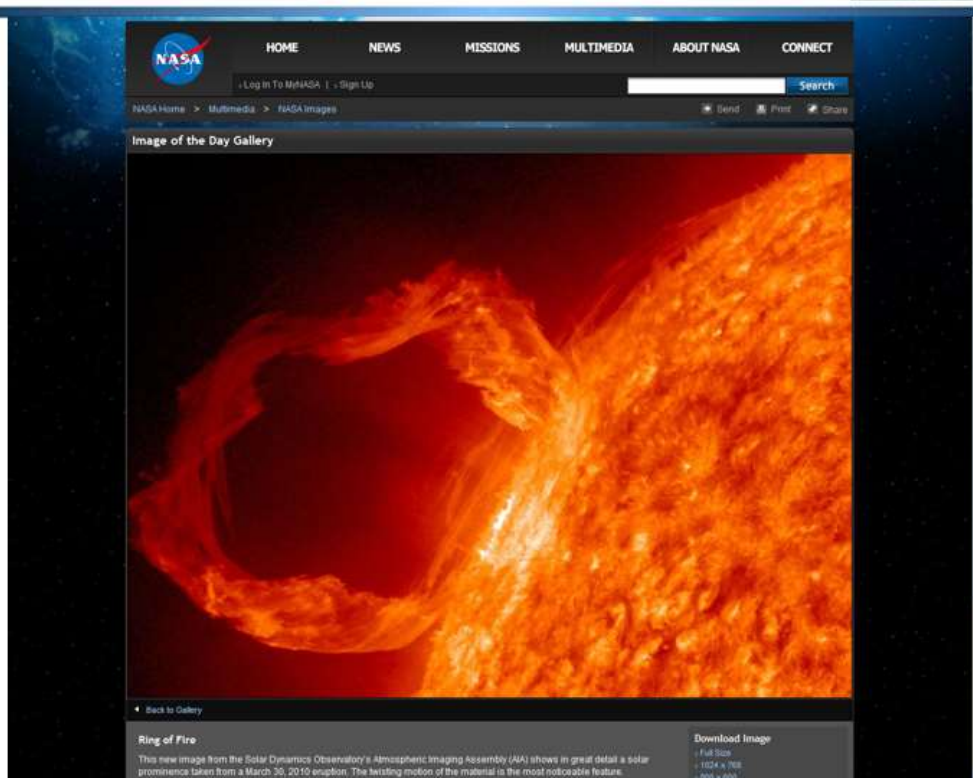 NASA
HOME NEWS MISSIONS MULTIMEDIA ABOUT NASA CONNECT
› Log In To MyNASA | › Sign Up Search
NASA Home > Multimedia > NASA Images Send Print Share
Image of the Day Gallery
Back to Gallery
Ring of Fire
This new image from the Solar Dynamics Observatory's Atmospheric Imaging Assembly (AIA) shows in great detail a solar
prominence taken from a March 30, 2010 eruption. The twisting motion of the material is the most noticeable feature.
Download Image
› Full Size
› 1024 x 768
› 800 x 600